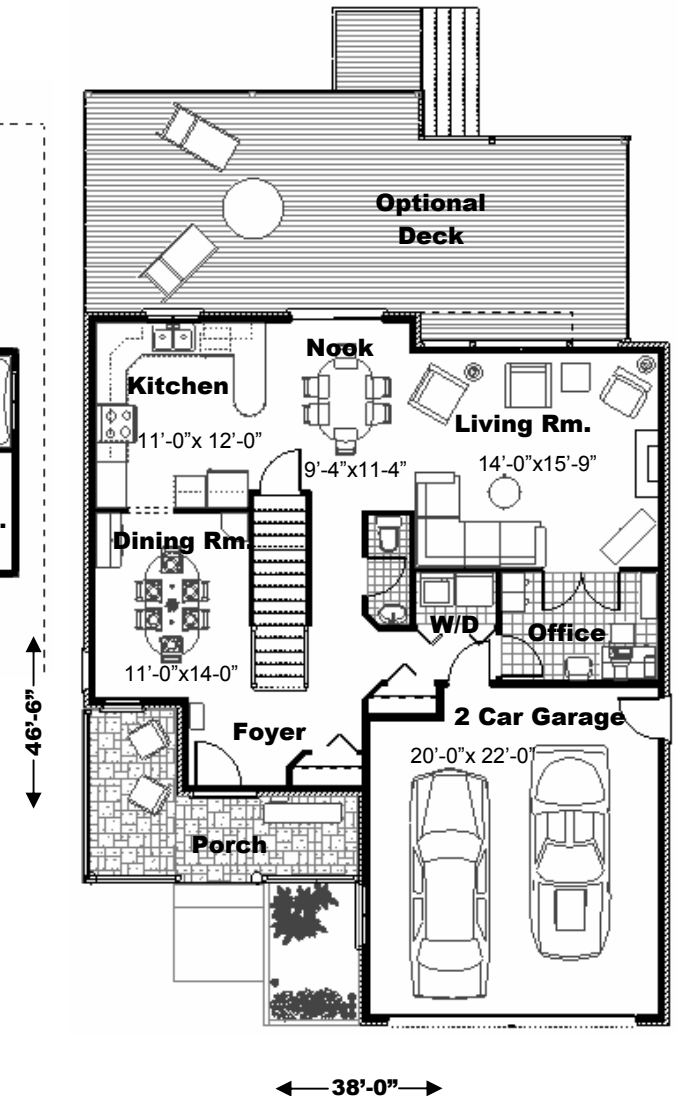 Optional
Deck
Nook
Kitchen
11’-0”x 12’-0”
9’-4”x11-4”
Living Rm.
14’-0”x15’-9”
Dining Rm.
11’-0”x14-0”
W/D
Office
Foyer
2 Car Garage
20’-0”x 22’-0”
Porch
46’-6”
38’-0”